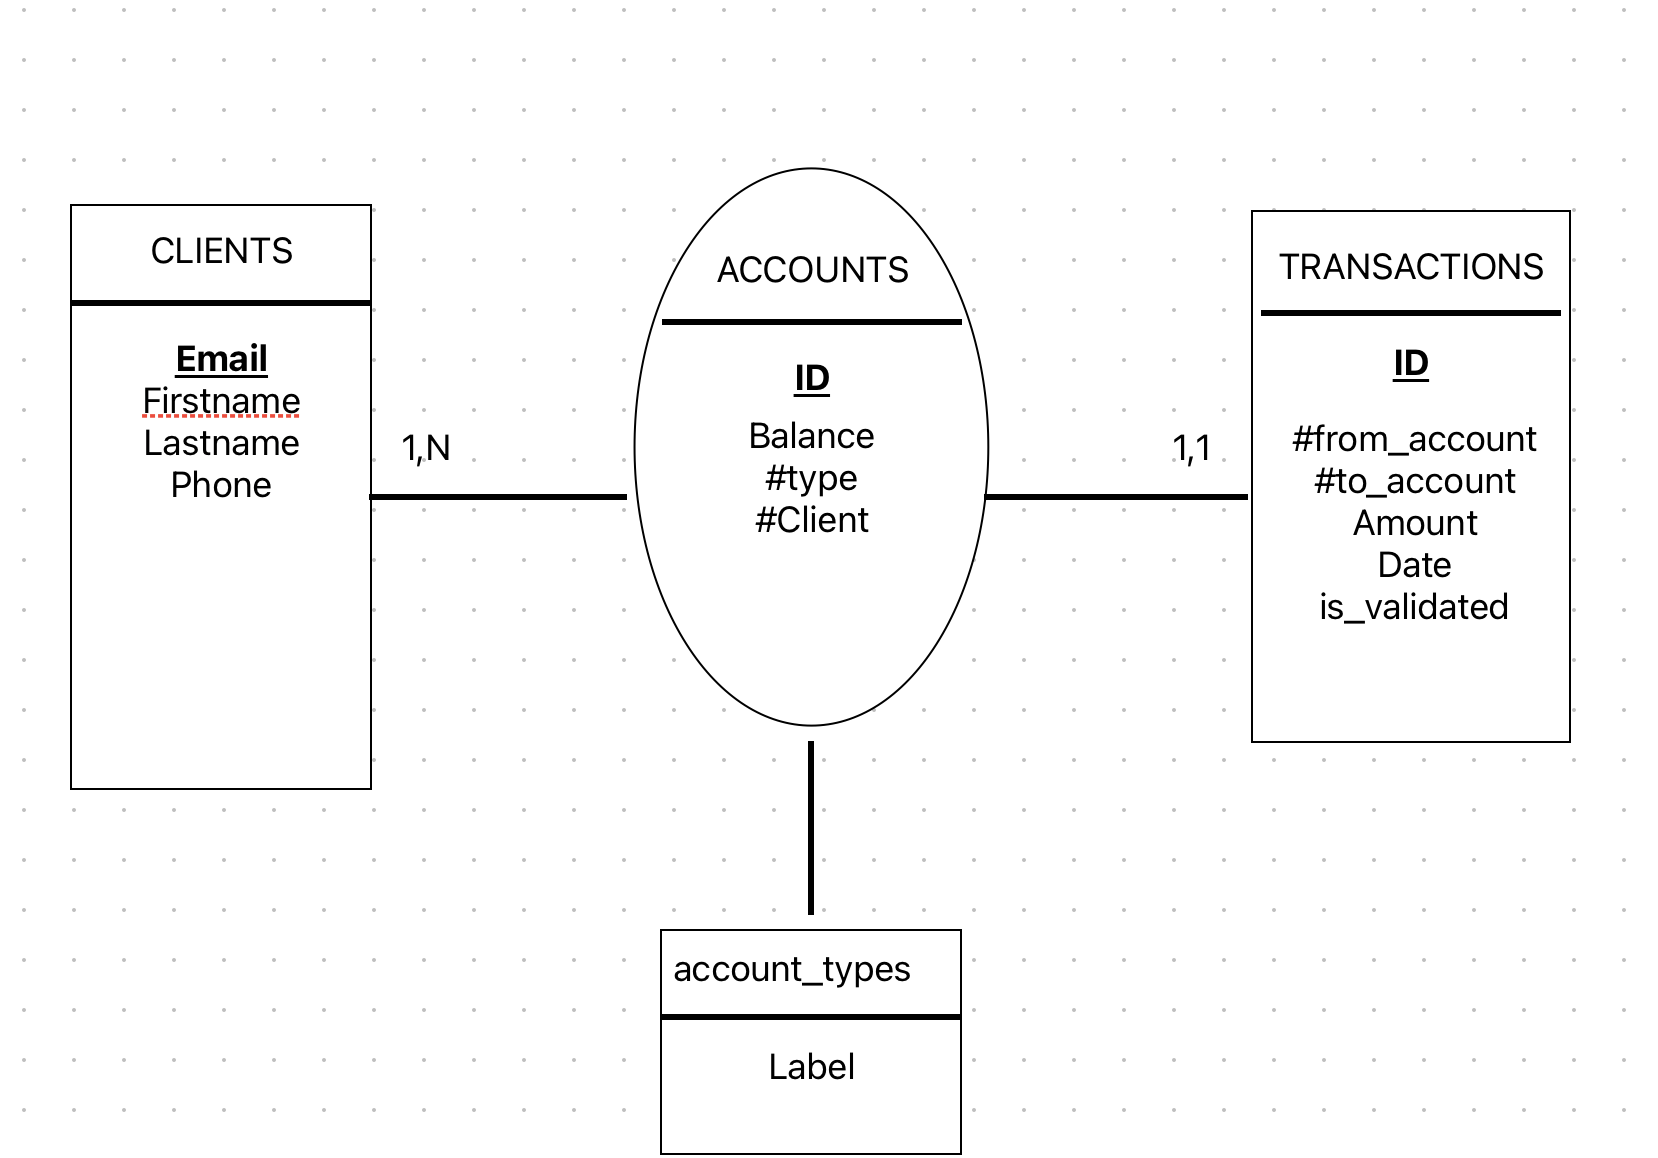 CLIENTS
Email
Firstname
Lastname
Phone
1,N
ACCOUNTS
ID
Balance
#type
#Client
1,1
TRANSACTIONS
ID
#from_account
#to_account
Amount
Date
is_validated
account_types
Label